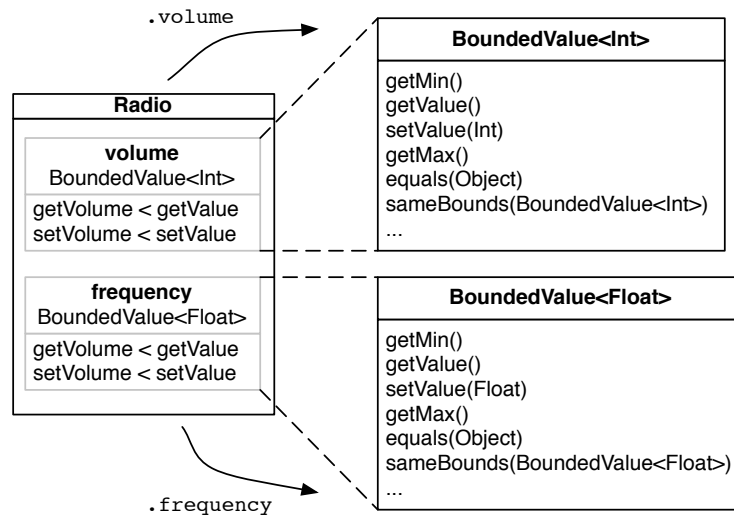 .volume
Radio
volume
BoundedValue<Int>
getVolume < getValue
setVolume < setValue
frequency
BoundedValue<Float>
getVolume < getValue
setVolume < setValue
.frequency
BoundedValue<Int>
getMin()
getValue()
setValue(Int)
getMax()
equals(Object)
sameBounds(BoundedValue<Int>)
...
BoundedValue<Float>
getMin()
getValue()
setValue(Float)
getMax()
equals(Object)
sameBounds(BoundedValue<Float>)
...